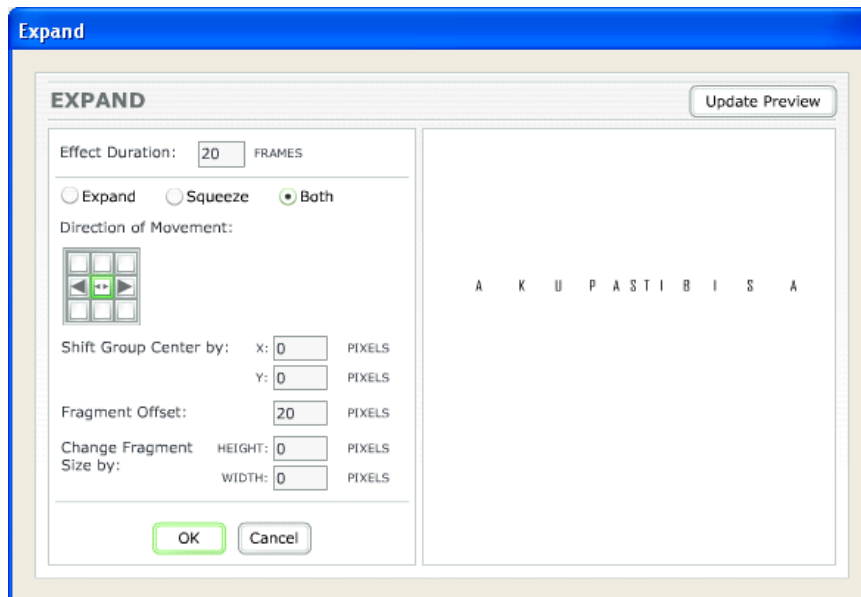 Expand
EXPAND
Update Preview
Effect Duration: 20 FRAMES
Expand Squeeze Both
Direction of Movement:
A K U P A S T I B I S A
Shift Group Center by: X: 0 PIXELS
Y: 0 PIXELS
Fragment Offset: 20 PIXELS
Change Fragment HEIGHT: 0 PIXELS
Size by:
WIDTH: 0 PIXELS
OK Cancel